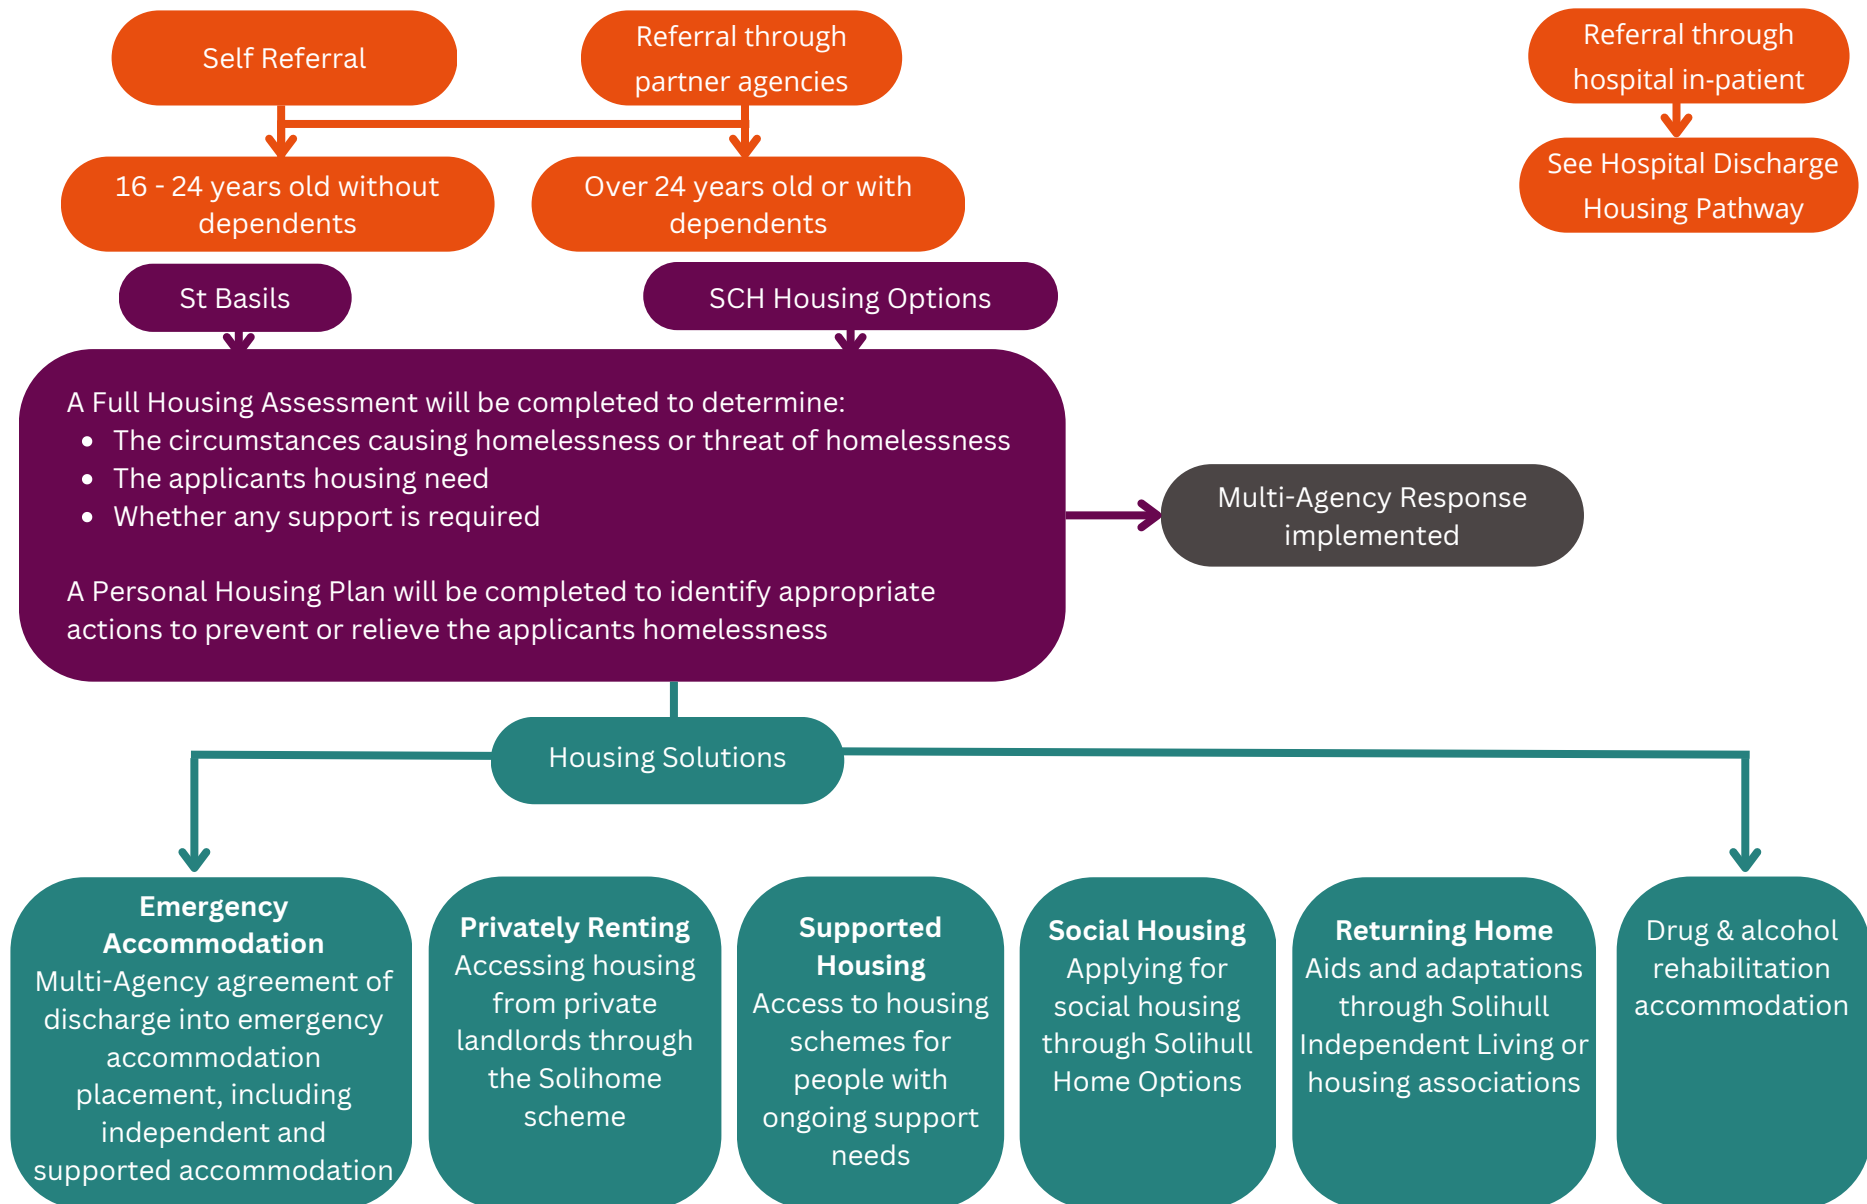 Self Referral
Referral through
partner agencies
Referral through
hospital in-patient
16 - 24 years old without
dependents
Over 24 years old or with
dependents
See Hospital Discharge
Housing Pathway
St Basils
SCH Housing Options
A Full Housing Assessment will be completed to determine:
• The circumstances causing homelessness or threat of homelessness
• The applicants housing need
• Whether any support is required
A Personal Housing Plan will be completed to identify appropriate
actions to prevent or relieve the applicants homelessness
Multi-Agency Response
implemented
Housing Solutions
Emergency
Accommodation
Multi-Agency agreement of
discharge into emergency
accommodation
placement, including
independent and
supported accommodation
Privately Renting
Accessing housing
from private
landlords through
the Solihome
scheme
Supported
Housing
Access to housing
schemes for
people with
ongoing support
needs
Social Housing
Applying for
social housing
through Solihull
Home Options
Returning Home
Aids and adaptations
through Solihull
Independent Living or
housing associations
Drug & alcohol
rehabilitation
accommodation